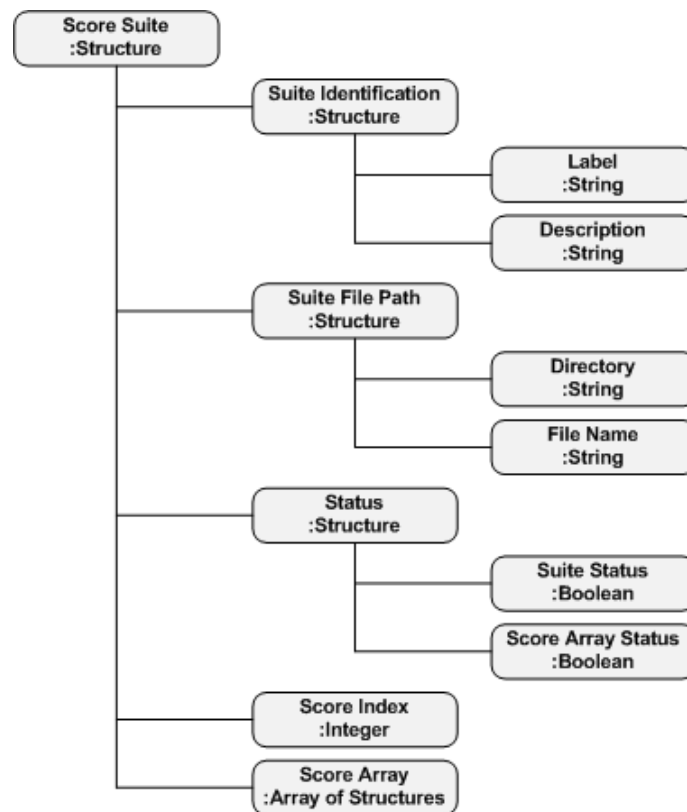 Score Suite
:Structure
Suite Identification
:Structure
Label
:String
Description
:String
Suite File Path
:Structure
Directory
:String
File Name
:String
Status
:Structure
Suite Status
:Boolean
Score Array Status
:Boolean
Score Index
:Integer
Score Array
:Array of Structures